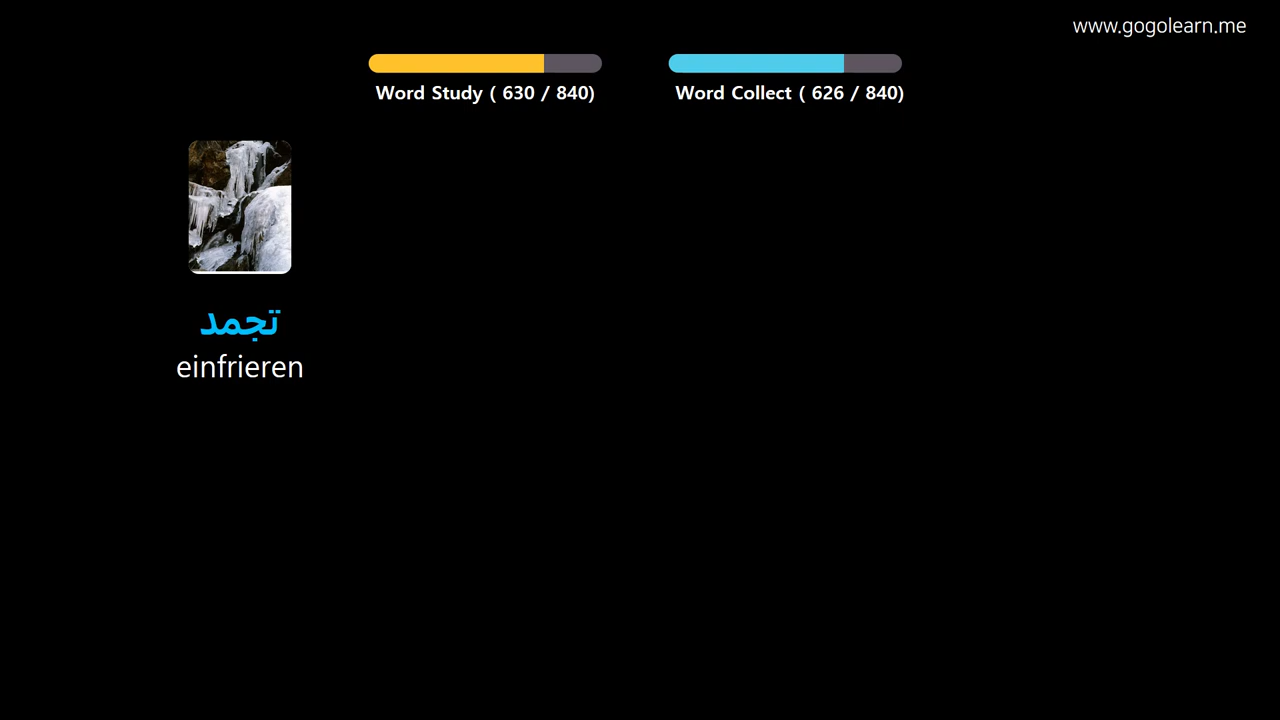 www.gogolearn.me
Word Study ( 630 / 840)
Word Collect ( 626 / 840)
تجمد
einfrieren